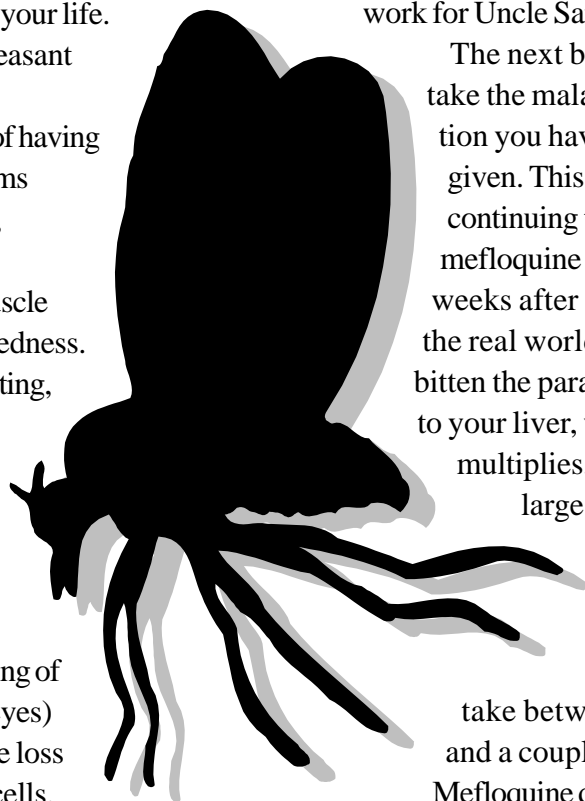 your life.
easant
of having
ms
scle
edness.
ting,
ng of
yes)
e loss
cells.
work for Uncle Sa
The next b
take the mala
tion you hav
given. This
continuing
mefloquine
weeks after
the real worl
bitten the para
to your liver,
multiplies
large
take betw
and a coupl
Mefloquine